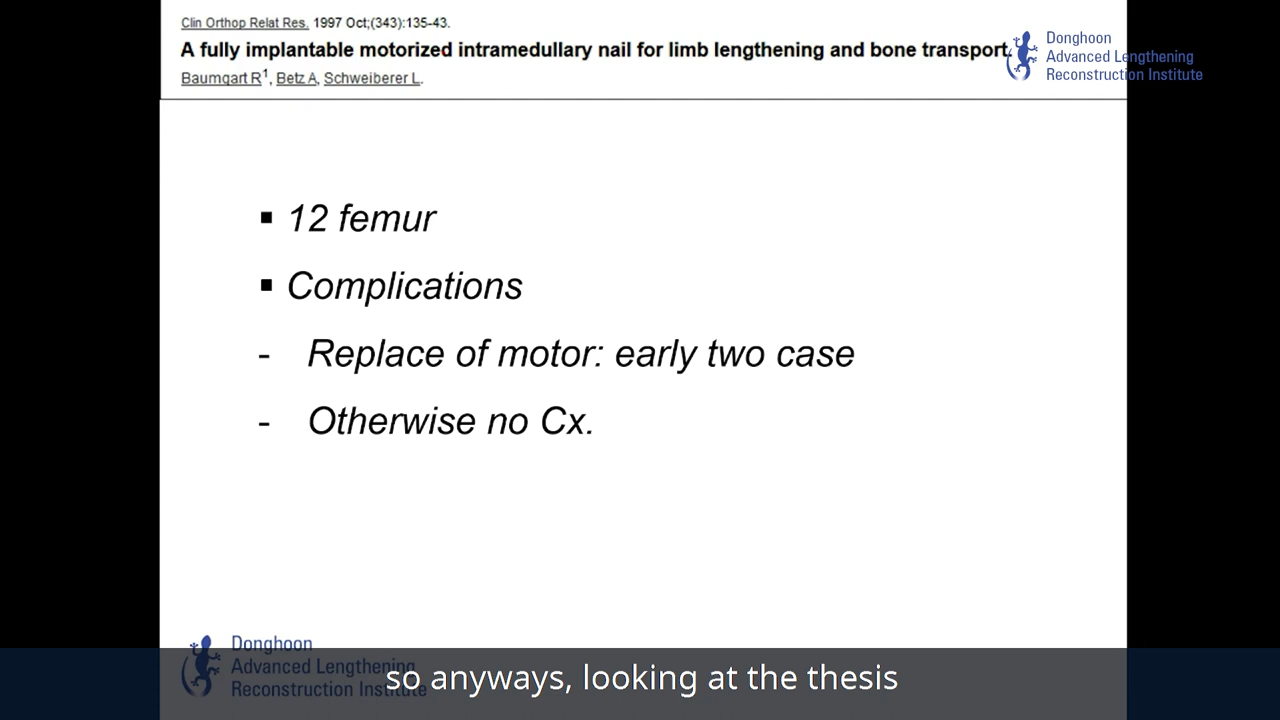 Clin Orthop Relat Res. 1997 Oct;(343):135-43.
A fully implantable motorized intramedullary nail for limb lengthening and bone transport.
Baumgart R1, Betz A, Schweiberer L.
Donghoon
Advanced Lengthening
Reconstruction Institute
▪ 12 femur
▪ Complications
- Replace of motor: early two case
- Otherwise no Cx.
Donghoon
Advanced Lengthening
Reconstruction Institute
so anyways, looking at the thesis